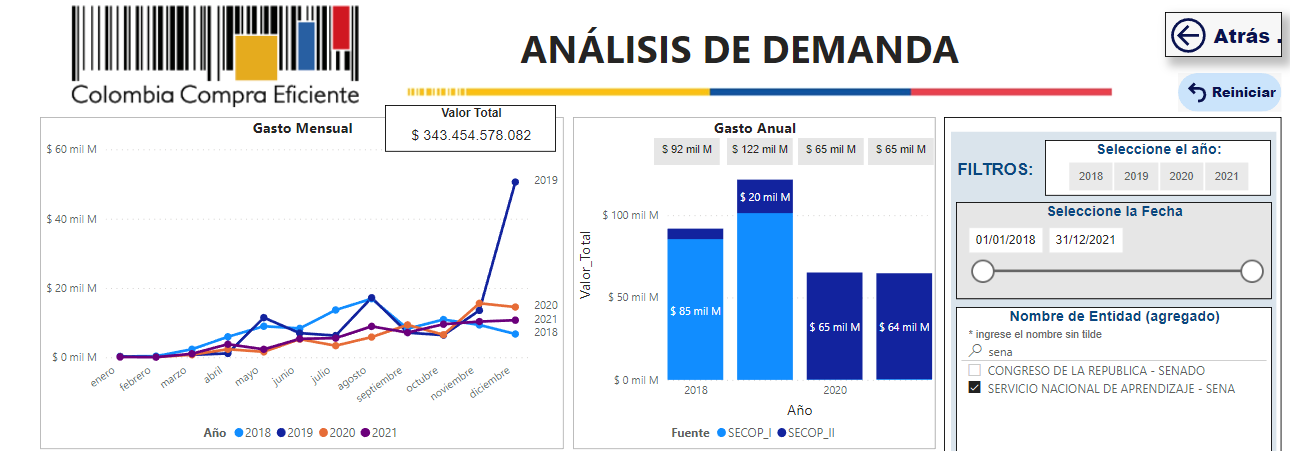 Colombia Compra Eficiente
ANÁLISIS DE DEMANDA
Atrás .
Reiniciar
Gasto Mensual
Valor Total
$ 343.454.578.082
$ 60 mil M
$ 40 mil M
$ 20 mil M
$ 0 mil M
2019
2020
2021
2018
enero
febrero
marzo
abril
mayo
junio
julio
agosto
septiembre
octubre
noviembre
diciembre
Año 2018 2019 2020 2021
Gasto Anual
$ 92 mil M $ 122 mil M $ 65 mil M $ 65 mil M
Valor_Total
$ 100 mil M
$ 50 mil M
$ 0 mil M
$ 20 mil M
$ 85 mil M
$ 65 mil M
$ 64 mil M
2018 2020
Año
Fuente SECOP_I SECOP_II
FILTROS:
Seleccione el año:
2018 2019 2020 2021
Seleccione la Fecha
01/01/2018 31/12/2021
Nombre de Entidad (agregado)
* ingrese el nombre sin tilde
sena
CONGRESO DE LA REPUBLICA - SENADO
SERVICIO NACIONAL DE APRENDIZAJE - SENA